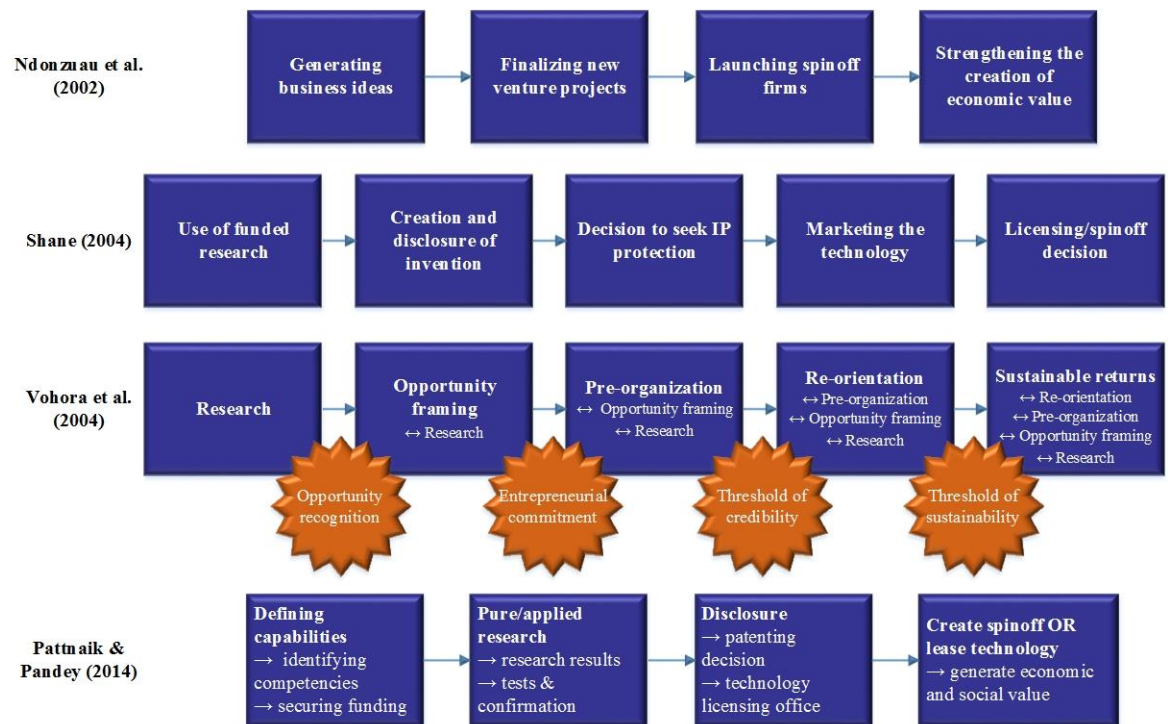 Ndonzuau et al.
(2002)
Generating
business ideas
Finalizing new
venture projects
Launching spinoff
firms
Strengthening the
creation of
economic value
Shane (2004)
Use of funded
research
Creation and
disclosure of
invention
Decision to seek IP
protection
Marketing the
technology
Licensing/spinoff
decision
Vohora et al.
(2004)
Research
Opportunity
framing
↔ Research
Pre-organization
↔ Opportunity framing
↔ Research
Re-orientation
↔ Pre-organization
↔ Opportunity framing
↔ Research
Sustainable returns
↔ Re-orientation
↔ Pre-organization
↔ Opportunity framing
↔ Research
Opportunity
recognition
Entrepreneurial
commitment
Threshold of
credibility
Threshold of
sustainability
Pattnaik &
Pandey (2014)
Defining
capabilities
→ identifying
competencies
→ securing funding
Pure/applied
research
→ research results
→ tests &
confirmation
Disclosure
→ patenting
decision
→ technology
licensing office
Create spinoff OR
lease technology
→ generate economic
and social value